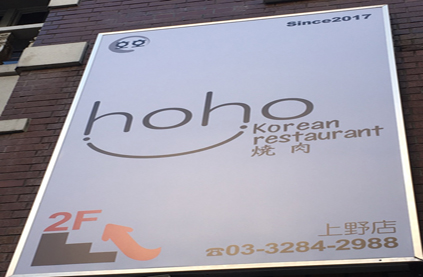 Since2017
hoho
Korean
restaurant
焼肉
2F
上野店
☎03-3284-2988